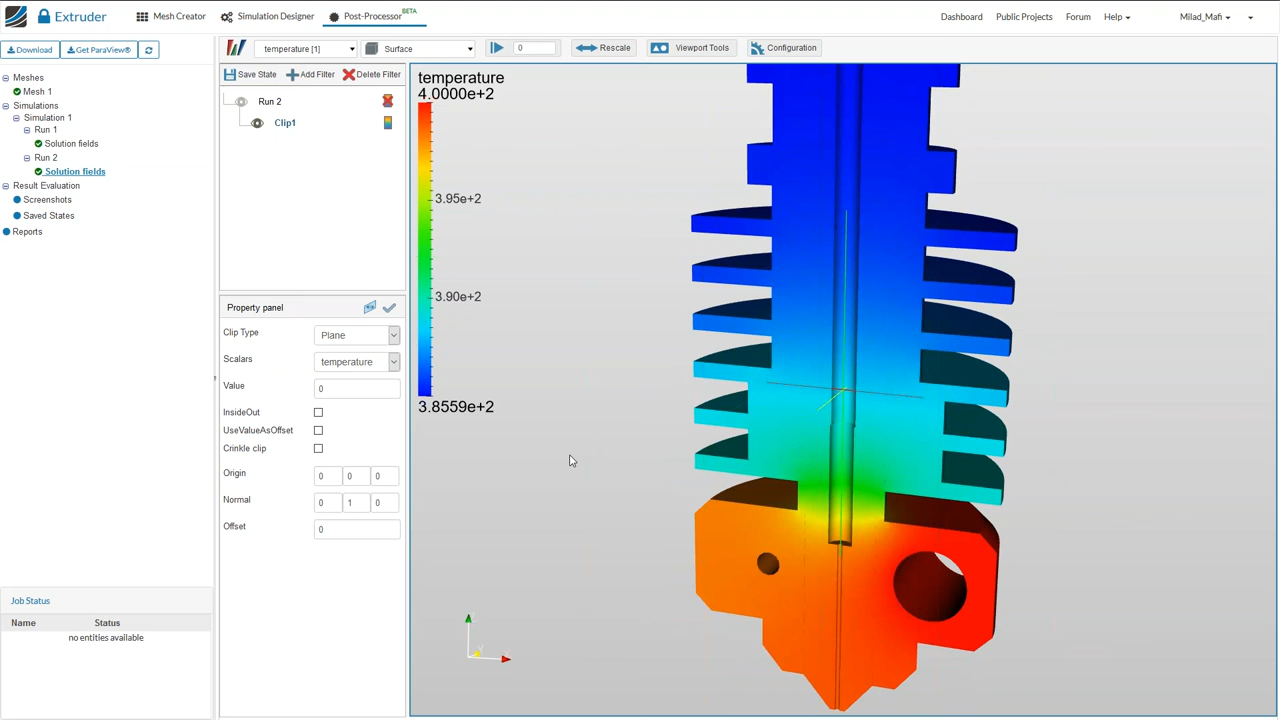 Extruder
Mesh Creator
Simulation Designer
Post-Processor BETA
Dashboard
Public Projects
Forum
Help
Milad_Mafi
Download
Get ParaView®
temperature [1]
Surface
0
Rescale
Viewport Tools
Configuration
Save State
Add Filter
Delete Filter
Meshes
Mesh 1
Simulations
Simulation 1
Run 1
Solution fields
Run 2
Solution fields
Result Evaluation
Screenshots
Saved States
Reports
Run 2
Clip1
Property panel
Clip Type
Plane
Scalars
temperature
Value
0
InsideOut
UseValueAsOffset
Crinkle clip
Origin
0 0 0
Normal
0 1 0
Offset
0
Job Status
Name Status
no entities available
temperature
4.0000e+2
3.95e+2
3.90e+2
3.8559e+2